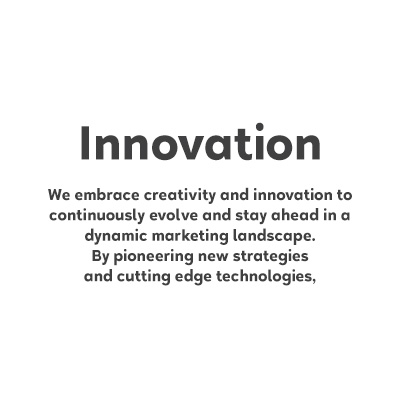 Innovation
We embrace creativity and innovation to
continuously evolve and stay ahead in a
dynamic marketing landscape.
By pioneering new strategies
and cutting edge technologies,